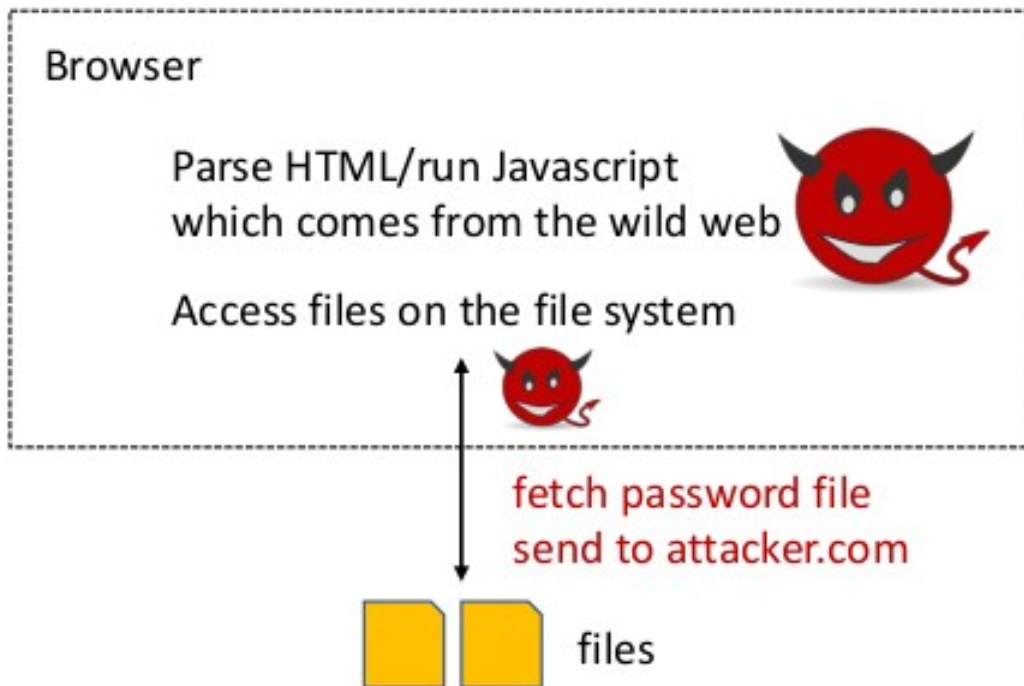 Browser
Parse HTML/run Javascript
which comes from the wild web
Access files on the file system
fetch password file
send to attacker.com
files